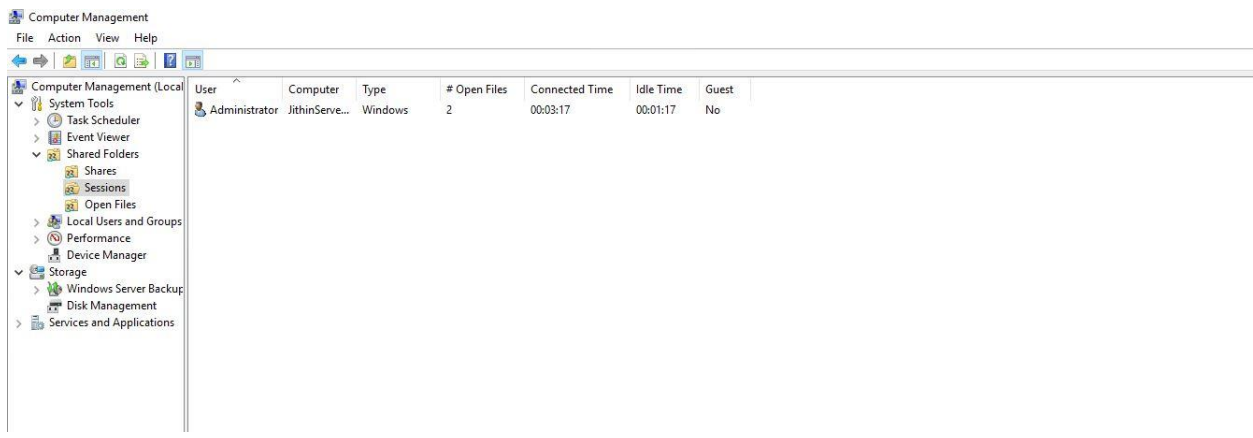 Computer Management
File Action View Help
Computer Management (Local
System Tools
Task Scheduler
Event Viewer
Shared Folders
Shares
Sessions
Open Files
Local Users and Groups
Performance
Device Manager
Storage
Windows Server Backup
Disk Management
Services and Applications
User Computer Type # Open Files Connected Time Idle Time Guest
Administrator JithinServe... Windows 2 00:03:17 00:01:17 No